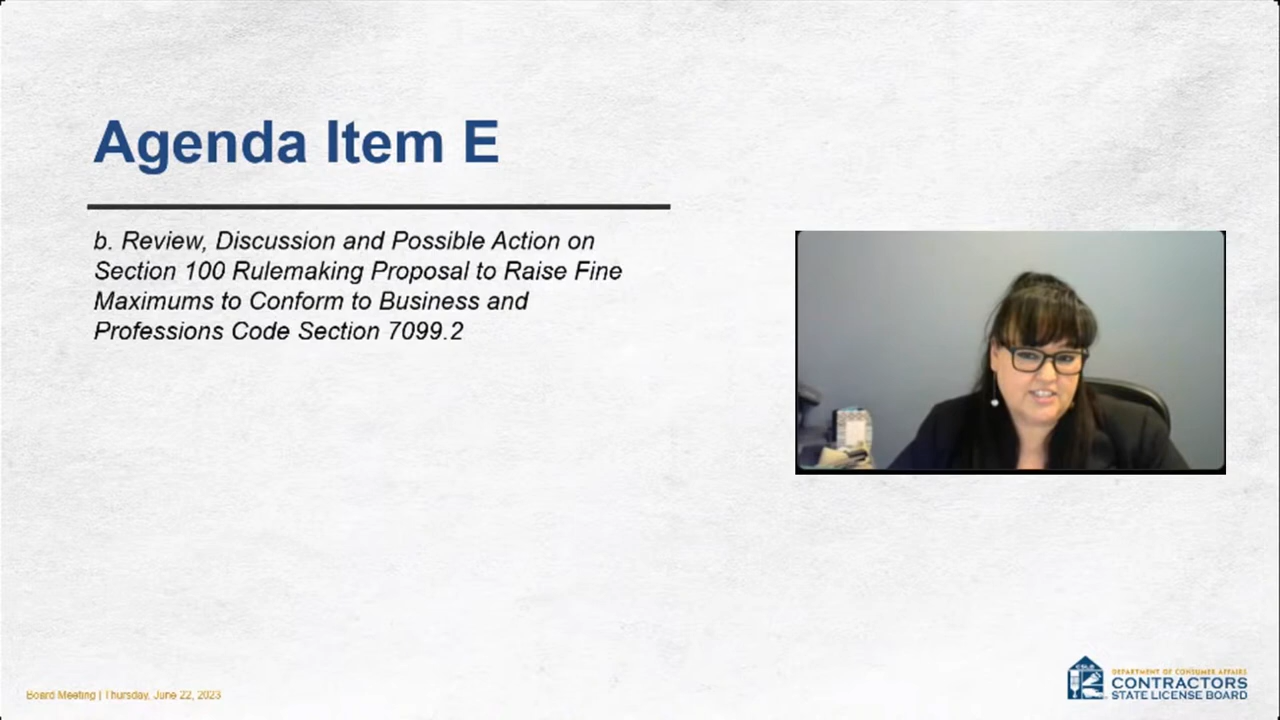 Agenda Item E
b. Review, Discussion and Possible Action on
Section 100 Rulemaking Proposal to Raise Fine
Maximums to Conform to Business and
Professions Code Section 7099.2
Board Meeting | Thursday, June 22, 2023
CSLB
DEPARTMENT OF CONSUMER AFFAIRS
CONTRACTORS
STATE LICENSE BOARD